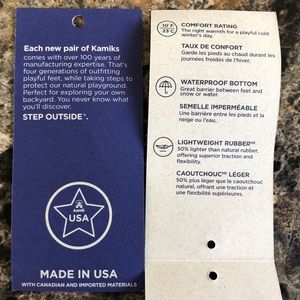 Each new pair of Kamiks
comes with over 100 years of
manufacturing expertise. That's
four generations of outfitting
playful feet, while taking steps to
protect our natural playground.
Perfect for exploring your own
backyard. You never know what
you'll discover.
STEP OUTSIDE™.
kamik
USA
MADE IN USA
WITH CANADIAN AND IMPORTED MATERIALS
10°F
-23°C
COMFORT RATING
The right warmth for a playful cold
winter's day.
TAUX DE CONFORT
Garde les pieds au chaud durant les
journées froides de l'hiver.
WATERPROOF BOTTOM
Great barrier between feet and
snow or water.
SEMELLE IMPERMÉABLE
Une barrière entre les pieds et la
neige ou l'eau.
LIGHTWEIGHT RUBBER
50% lighter than natural rubber,
offering superior traction and
flexibility.
CAOUTCHOUC LÉGER
50% plus léger que le caoutchouc
naturel, offrant une traction et
une flexibilité supérieures.